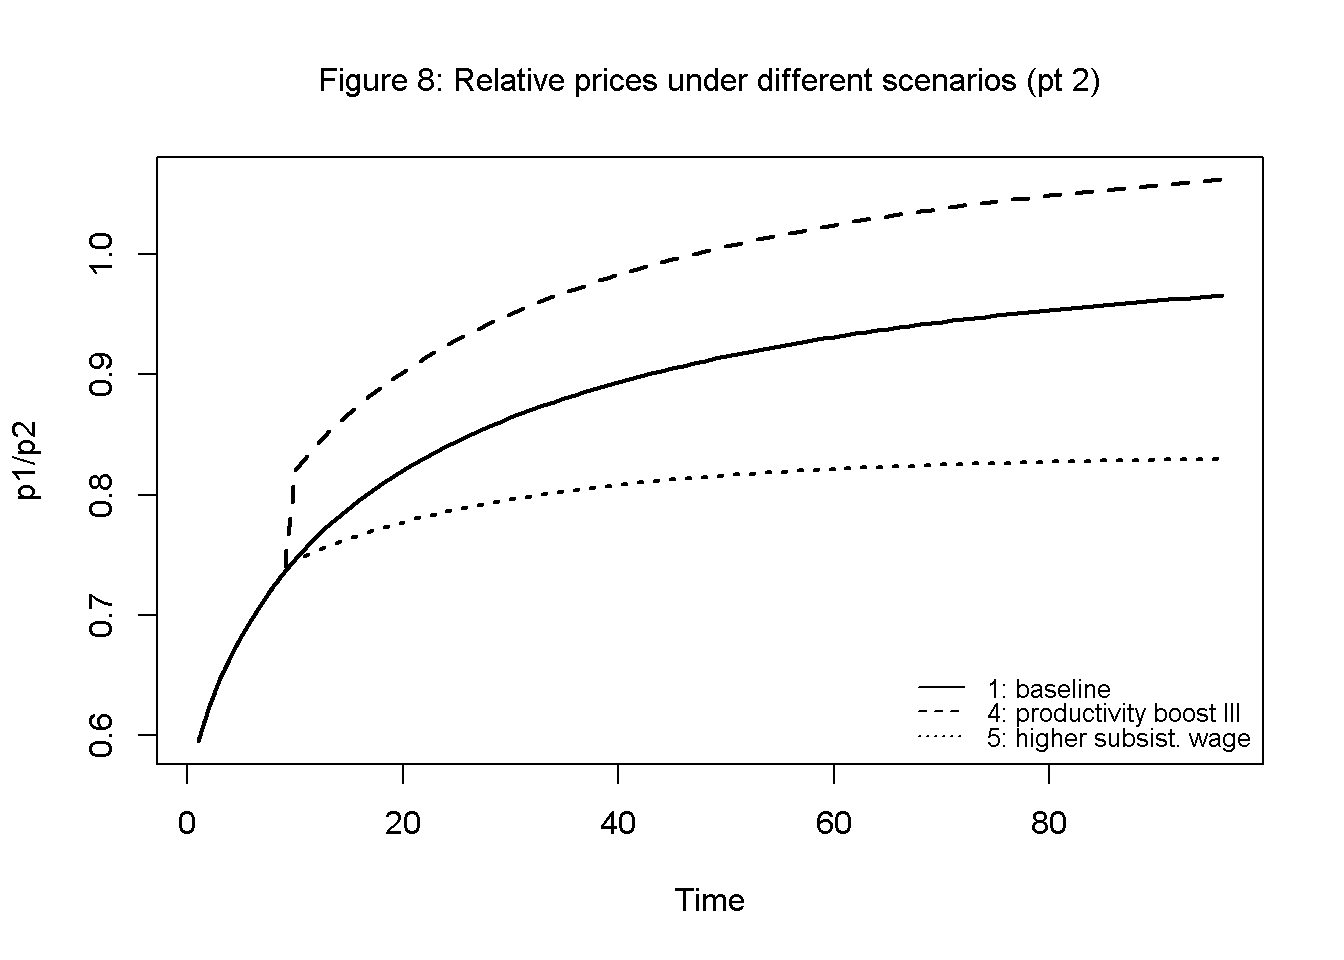 Figure 8: Relative prices under different scenarios (pt 2)
p1/p2
1.0
0.9
0.8
0.7
0.6
1: baseline
4: productivity boost III
5: higher subsist. wage
0 20 40 60 80
Time